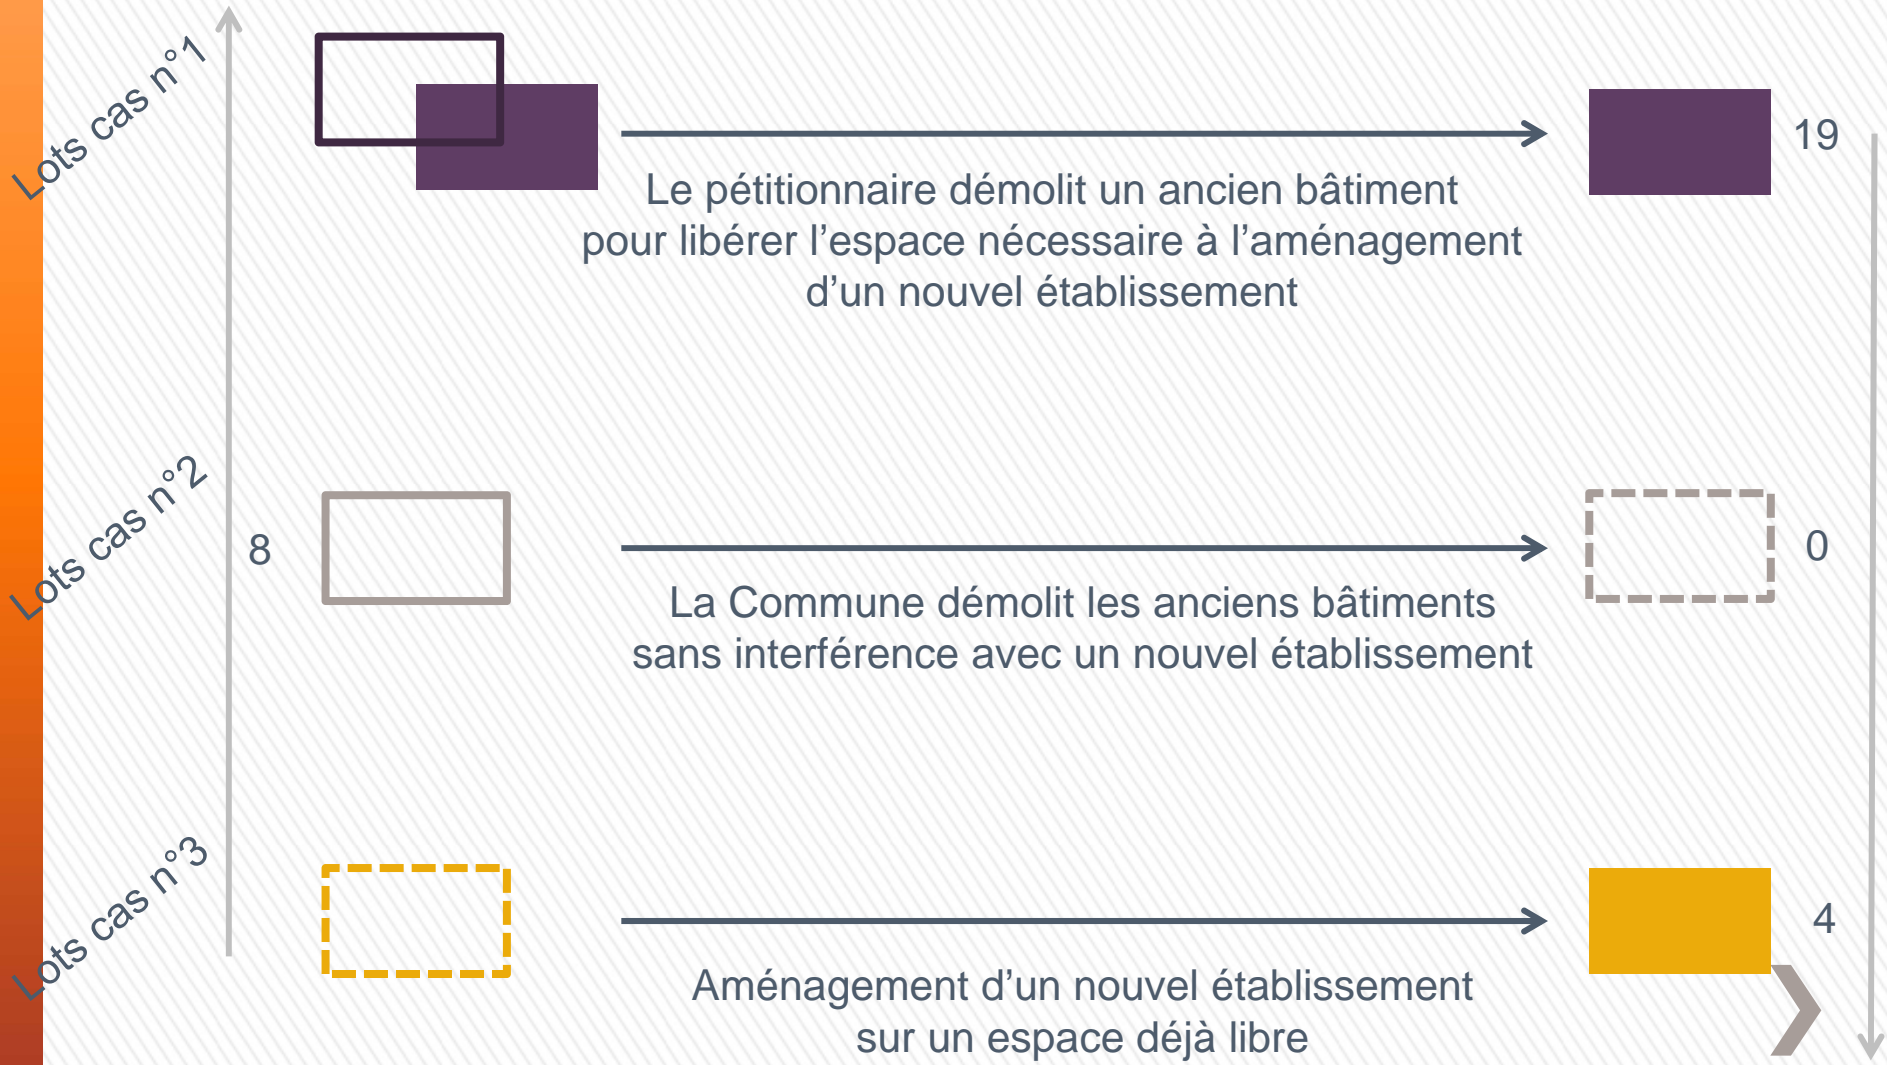 Lots cas n°1
19
Le pétitionnaire démolit un ancien bâtiment
pour libérer l’espace nécessaire à l’aménagement
d’un nouvel établissement
Lots cas n°2
8
0
La Commune démolit les anciens bâtiments
sans interférence avec un nouvel établissement
Lots cas n°3
4
Aménagement d’un nouvel établissement
sur un espace déjà libre